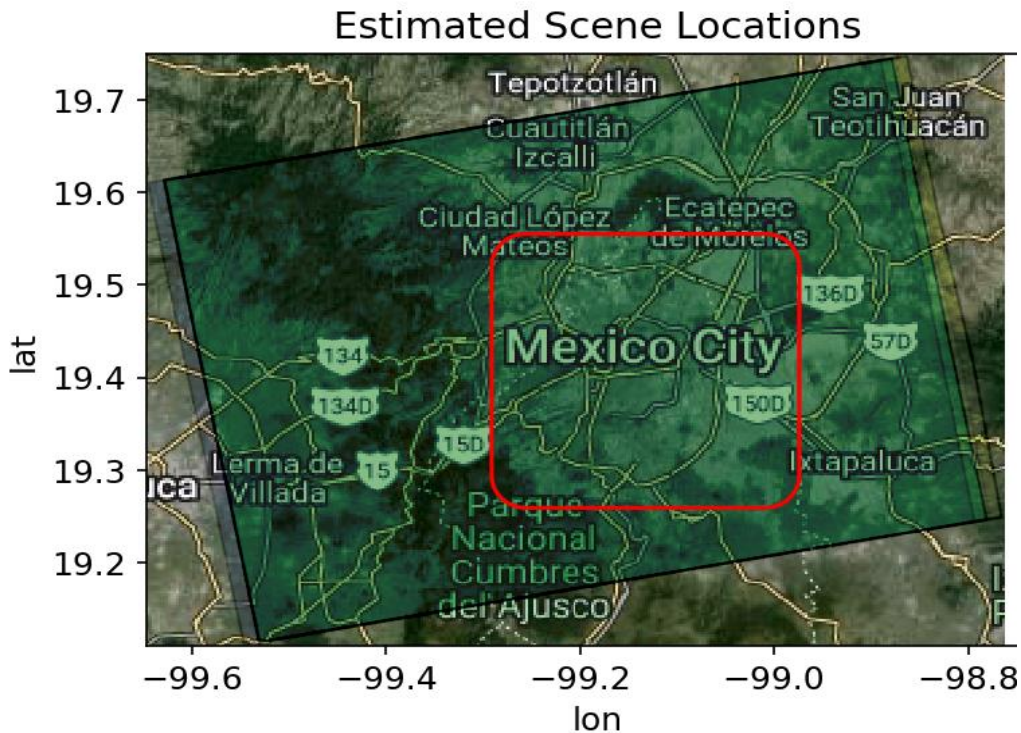 Estimated Scene Locations
lat
19.7
19.6
19.5
19.4
19.3
19.2
Tepotzotlán
San Juan
Teotihuacán
Cuautitlán
Izcalli
Ciudad López
Mateos
Ecatepec
de Morelos
136D
57D
Mexico City
134
134D
150D
15D
15
Lerma de
Villada
uca
Ixtapaluca
Parque
Nacional
Cumbres
del Ajusco
−99.6
−99.4
−99.2
−99.0
−98.8
lon